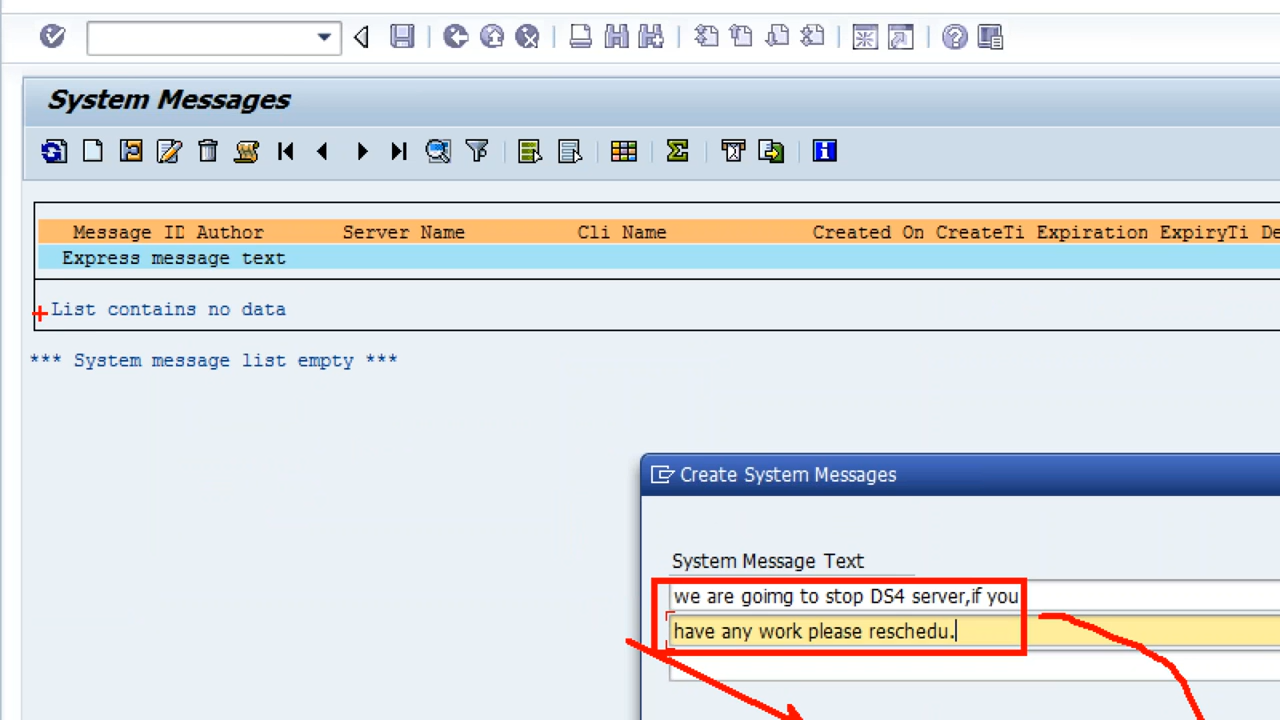 System Messages
Message ID Author Server Name Cli Name Created On CreateTi Expiration ExpiryTi De
Express message text
List contains no data
*** System message list empty ***
Create System Messages
System Message Text
we are goimg to stop DS4 server,if you
have any work please reschedu.